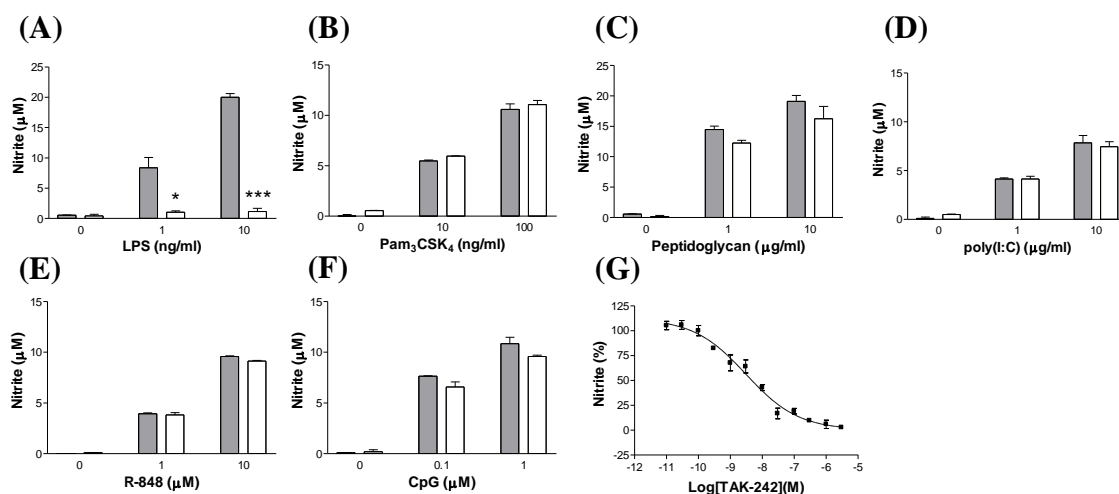 (A)
Nitrite (μM)
25
20
15
10
5
0
*
***
0 1 10
LPS (ng/ml)
(B)
Nitrite (μM)
15
10
5
0
0 10 100
Pam₃CSK₄ (ng/ml)
(C)
Nitrite (μM)
25
20
15
10
5
0
0 1 10
Peptidoglycan (μg/ml)
(D)
Nitrite (μM)
15
10
5
0
0 1 10
poly(I:C) (μg/ml)
(E)
Nitrite (μM)
15
10
5
0
0 1 10
R-848 (μM)
(F)
Nitrite (μM)
15
10
5
0
0 0.1 1
CpG (μM)
(G)
Nitrite (%)
125
100
75
50
25
0
-25
-11 -10 -9 -8 -7 -6 -5
Log[TAK-242](M)